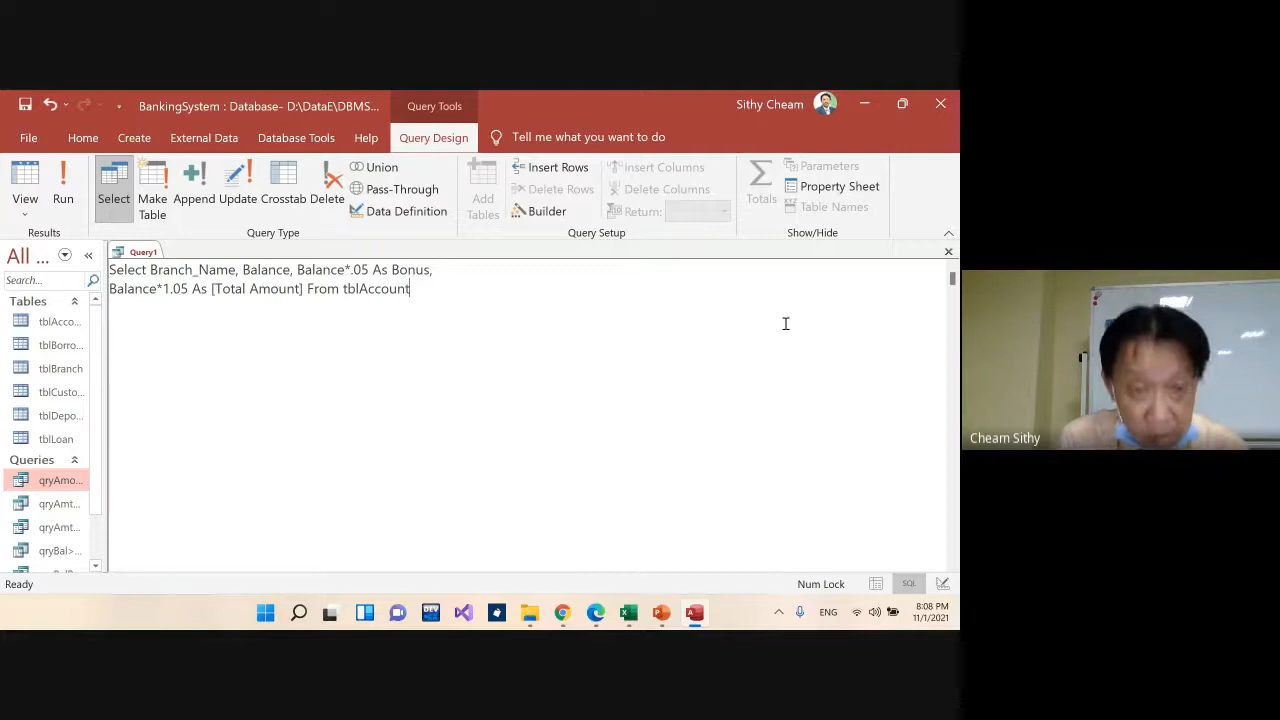 BankingSystem : Database- D:\DataE\DBMS...
Query Tools
Sithy Cheam
File Home Create External Data Database Tools Help Query Design Tell me what you want to do
View Run
Results
Select Make Table Append Update Crosstab Delete
Union
Pass-Through
Data Definition
Query Type
Add Tables
Insert Rows
Delete Rows
Builder
Insert Columns
Delete Columns
Return:
Query Setup
Totals
Parameters
Property Sheet
Table Names
Show/Hide
All ...
Search...
Tables
tblAcco...
tblBorro...
tblBranch
tblCusto...
tblDepo...
tblLoan
Queries
qryAmo...
qryAmt...
qryAmt...
qryBal>...
Query1
Select Branch_Name, Balance, Balance*.05 As Bonus,
Balance*1.05 As [Total Amount] From tblAccount
Cheam Sithy
Ready
Num Lock
SQL
DEV
ENG
8:08 PM
11/1/2021